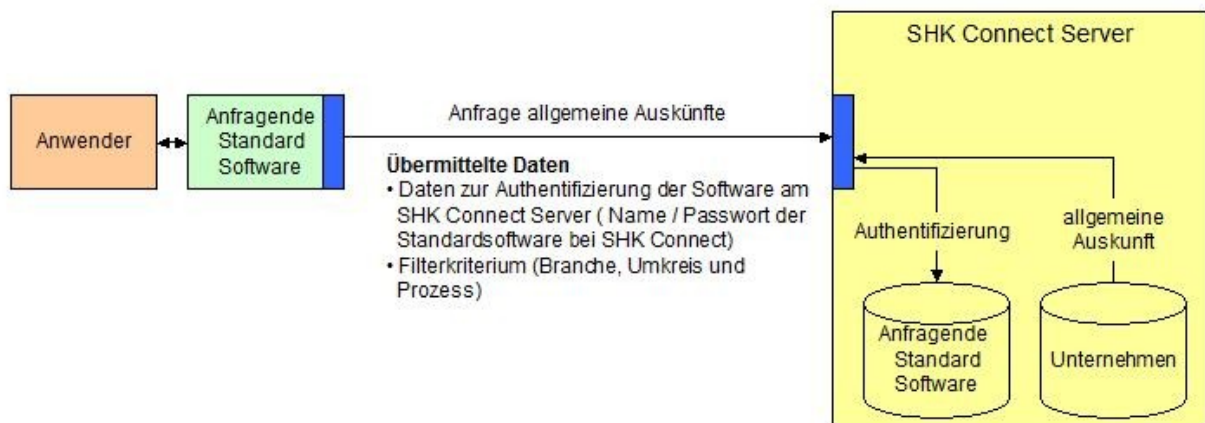 SHK Connect Server
Anwender
Anfragende
Standard
Software
Anfrage allgemeine Auskünfte
Übermittelte Daten
• Daten zur Authentifizierung der Software am
SHK Connect Server ( Name / Passwort der
Standardsoftware bei SHK Connect)
• Filterkriterium (Branche, Umkreis und
Prozess)
Authentifizierung
allgemeine
Auskunft
Anfragende
Standard
Software
Unternehmen